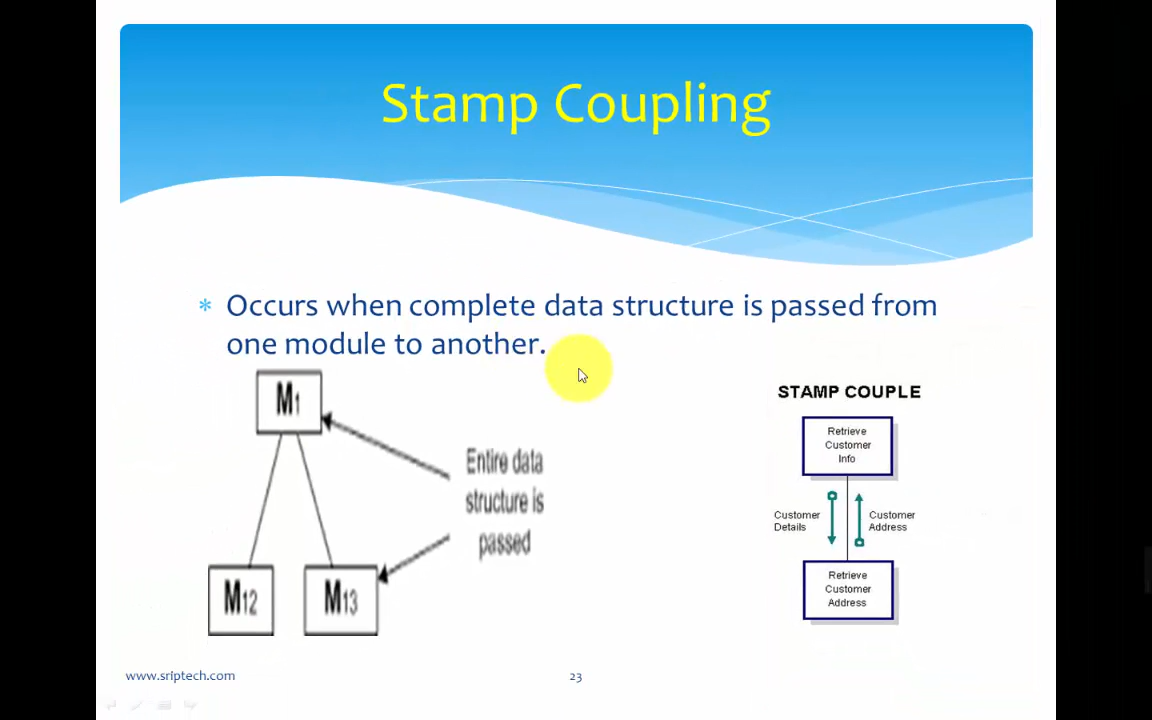 Stamp Coupling
* Occurs when complete data structure is passed from
one module to another.
M1
Entire data
structure is
passed
M12
M13
STAMP COUPLE
Retrieve
Customer
Info
Customer
Details
Customer
Address
Retrieve
Customer
Address
www.sriptech.com
23